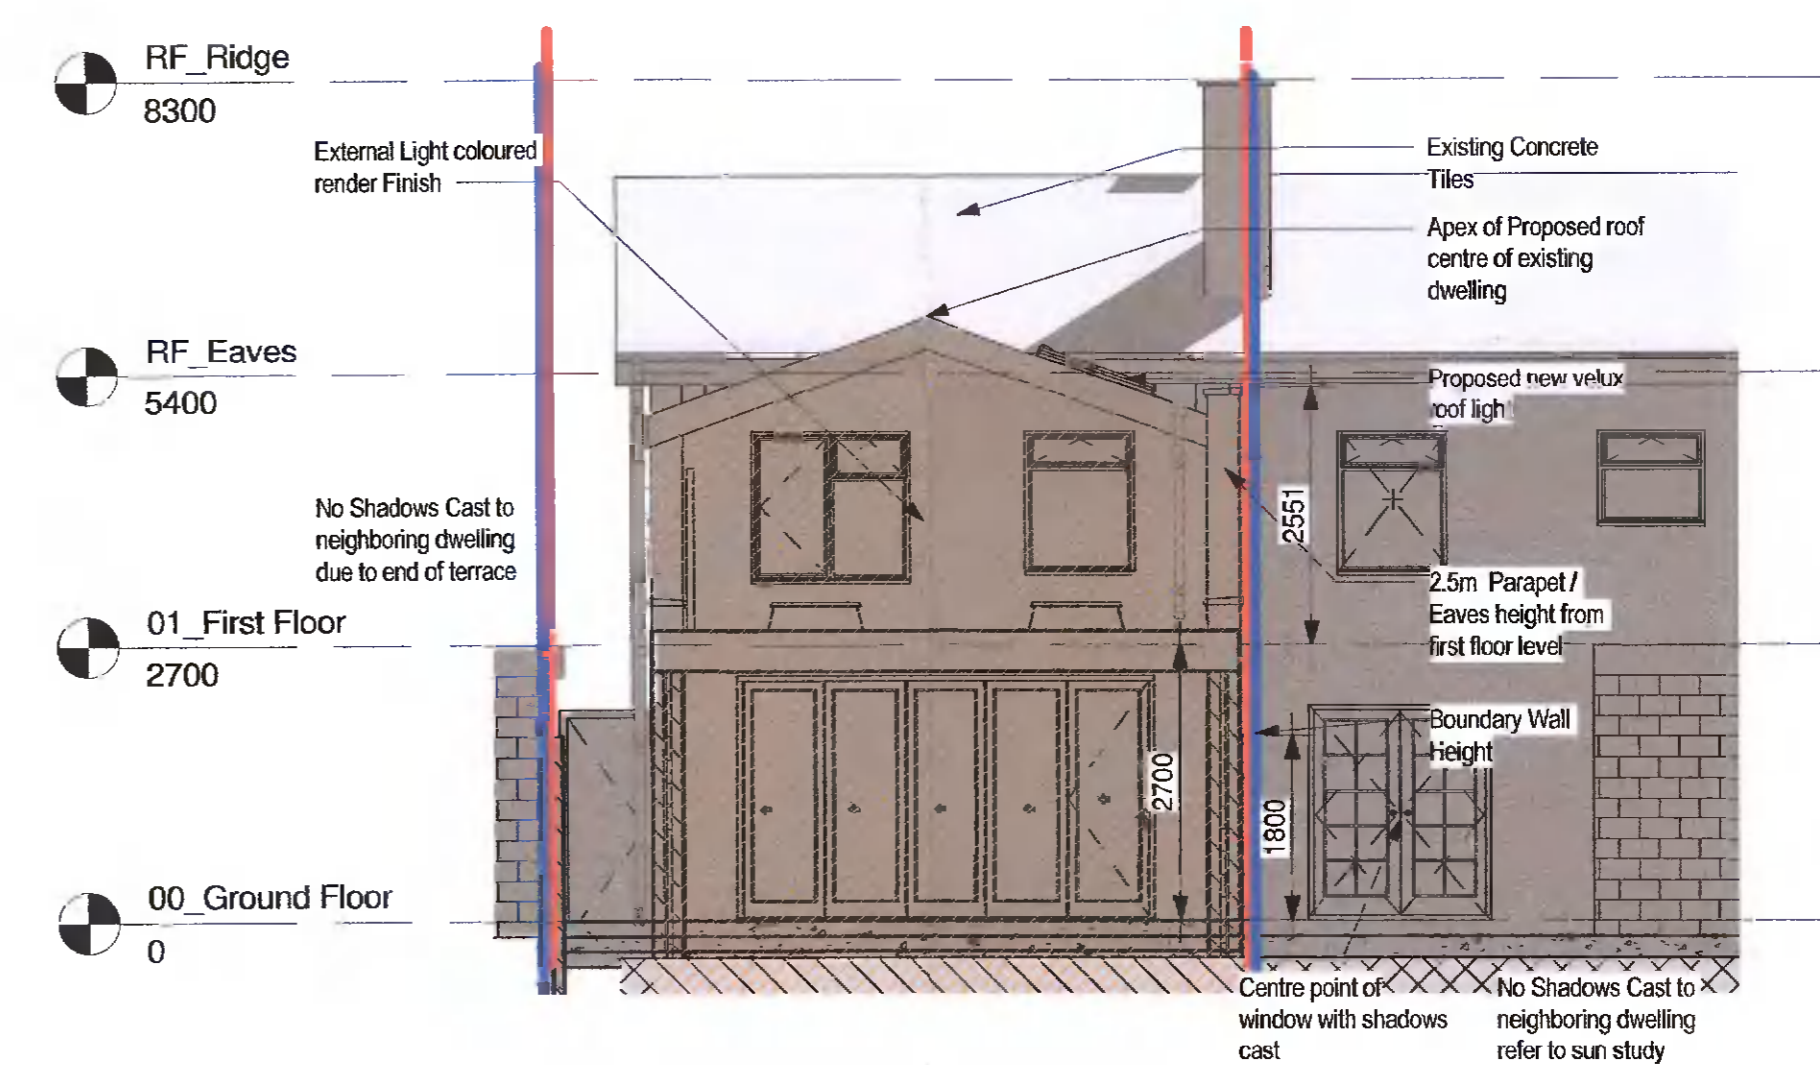 RF_Ridge
8300
External Light coloured
render Finish
Existing Concrete
Tiles
Apex of Proposed roof
centre of existing
dwelling
RF_Eaves
5400
Proposed new velux
roof light
No Shadows Cast to
neighboring dwelling
due to end of terrace
2551
2.5m Parapet /
Eaves height from
first floor level
01_First Floor
2700
Boundary Wall
Height
2700
1800
00_Ground Floor
0
Centre point of
window with shadows
cast
No Shadows Cast to
neighboring dwelling
refer to sun study